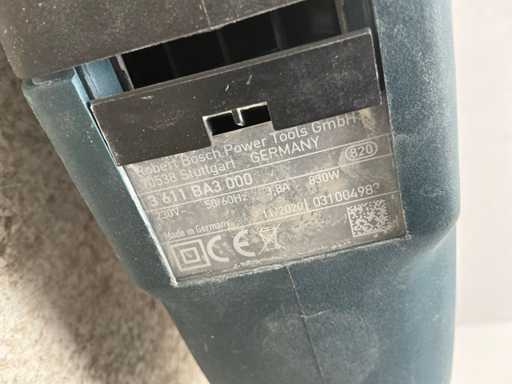 Robert Bosch Power Tools GmbH
70538 Stuttgart GERMANY
3 611 BA3 000 820
230V~ 50/60Hz 3,8A 830W
11/2020 03100498
Made in Germany
CE